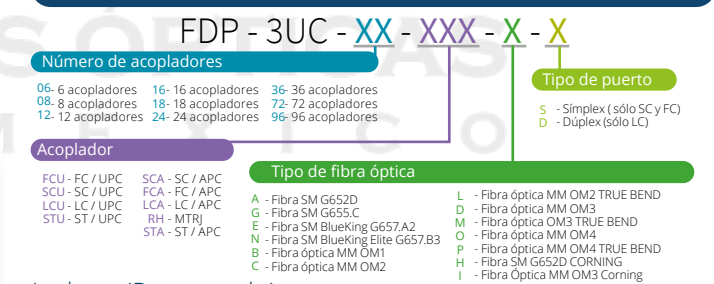 FDP - 3UC - XX - XXX - X - X
Número de acopladores
06- 6 acopladores 16- 16 acopladores 36- 36 acopladores
08- 8 acopladores 18- 18 acopladores 72- 72 acopladores
12- 12 acopladores 24- 24 acopladores 96- 96 acopladores
Tipo de puerto
S - Símplex ( sólo SC y FC)
D - Dúplex (sólo LC)
Acoplador
FCU - FC / UPC SCA - SC / APC
SCU - SC / UPC FCA - FC / APC
LCU - LC / UPC LCA - LC / APC
STU - ST / UPC RH - MTRJ
STA - ST / APC
Tipo de fibra óptica
A - Fibra SM G652D
G - Fibra SM G655.C
E - Fibra SM BlueKing G657.A2
N - Fibra SM BlueKing Elite G657.B3
B - Fibra óptica MM OM1
C - Fibra óptica MM OM2
L - Fibra óptica MM OM2 TRUE BEND
D - Fibra óptica MM OM3
M - Fibra óptica OM3 TRUE BEND
O - Fibra óptica MM OM4
P - Fibra óptica MM OM4 TRUE BEND
H - Fibra SM G652D CORNING
I - Fibra Óptica MM OM3 Corning
S ÓPTICAS
MÉXICO